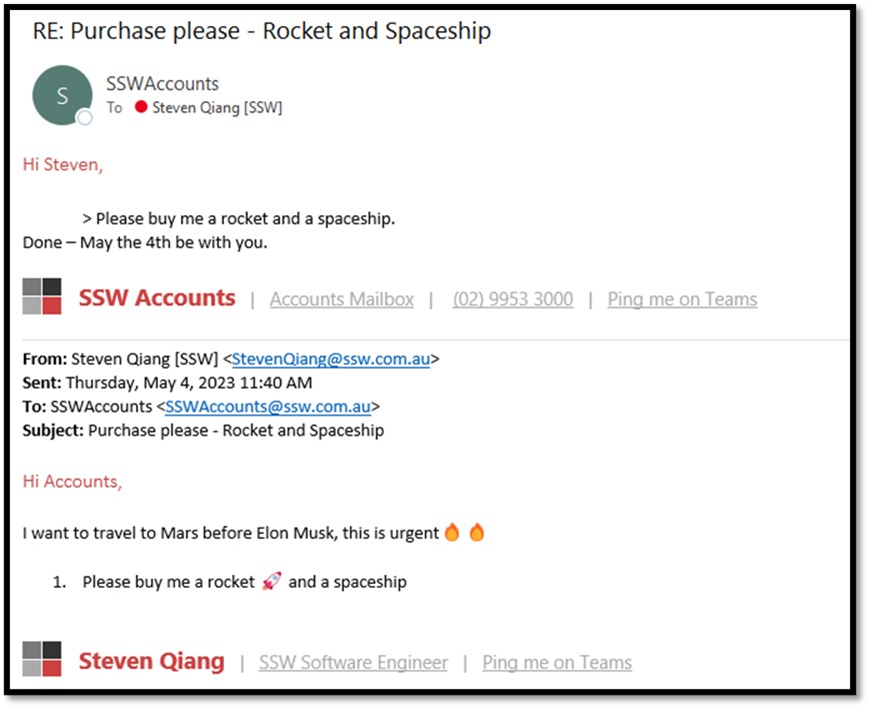 RE: Purchase please - Rocket and Spaceship
S
SSWAccounts
To Steven Qiang [SSW]
Hi Steven,
> Please buy me a rocket and a spaceship.
Done – May the 4th be with you.
SSW Accounts | Accounts Mailbox | (02) 9953 3000 | Ping me on Teams
From: Steven Qiang [SSW] <StevenQiang@ssw.com.au>
Sent: Thursday, May 4, 2023 11:40 AM
To: SSWAccounts <SSWAccounts@ssw.com.au>
Subject: Purchase please - Rocket and Spaceship
Hi Accounts,
I want to travel to Mars before Elon Musk, this is urgent 🔥 🔥
1. Please buy me a rocket 🚀 and a spaceship
Steven Qiang | SSW Software Engineer | Ping me on Teams